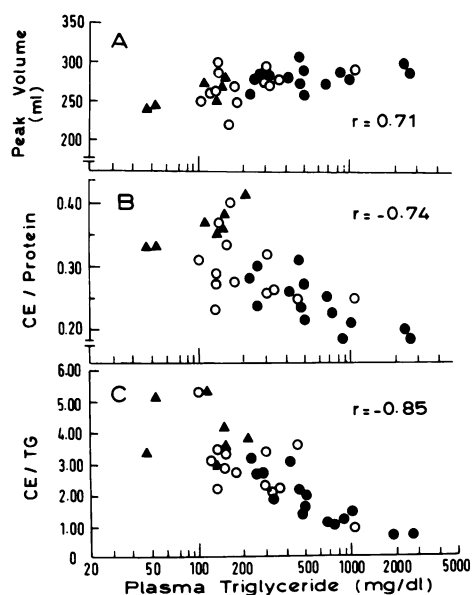 A
Peak Volume
(ml)
350
300
250
200
r = 0.71
B
CE / Protein
0.40
0.30
0.20
r = -0.74
C
CE / TG
6.00
5.00
4.00
3.00
2.00
1.00
0.00
r = -0.85
20 50 100 200 500 1000 2000 5000
Plasma Triglyceride (mg/dl)